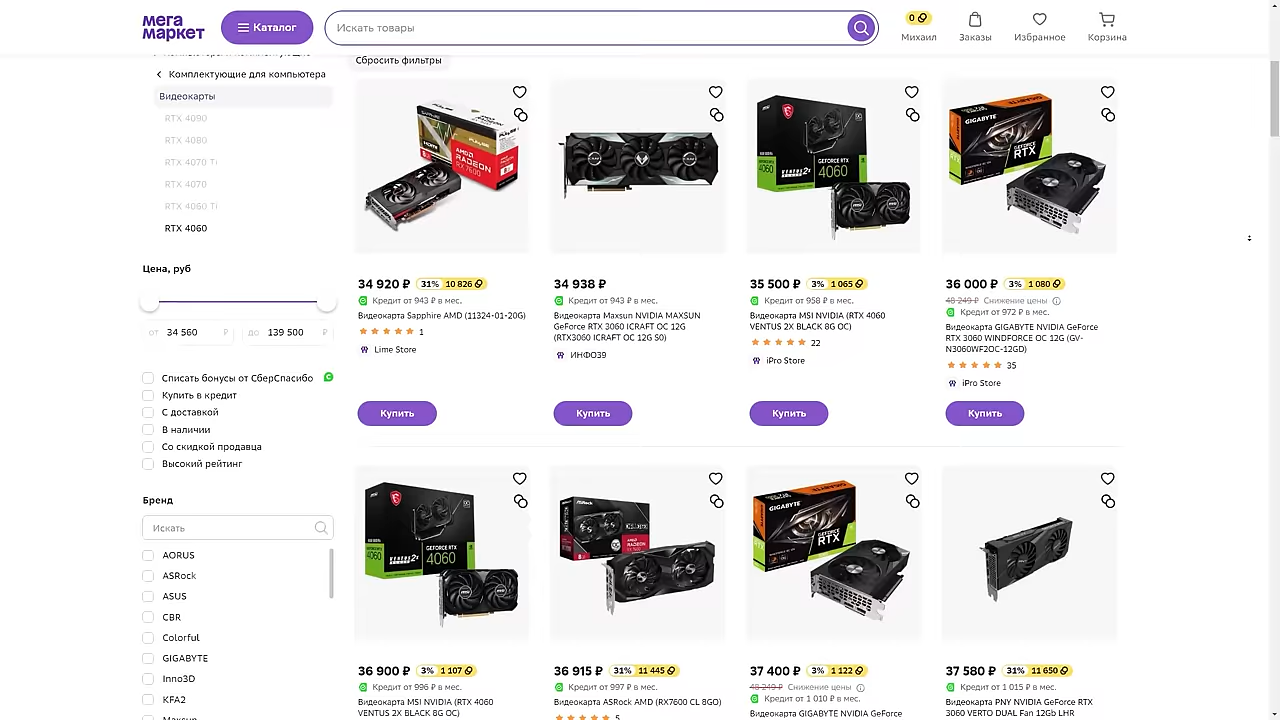 мега
маркет
Каталог
Искать товары
0
Михаил
Заказы
Избранное
Корзина
Сбросить фильтры
Комплектующие для компьютера
Видеокарты
RTX 4090
RTX 4080
RTX 4070 Ti
RTX 4070
RTX 4060 Ti
RTX 4060
Цена, руб
от 34 560 ₽
до 139 500 ₽
Списать бонусы от СберСпасибо
Купить в кредит
С доставкой
В наличии
Со скидкой продавца
Высокий рейтинг
Бренд
Искать
AORUS
ASRock
ASUS
CBR
Colorful
GIGABYTE
Inno3D
KFA2
Maxsun
34 920 ₽ 31% 10 826
Кредит от 943 ₽ в мес.
Видеокарта Sapphire AMD (11324-01-20G)
1
Lime Store
Купить
34 938 ₽
Кредит от 943 ₽ в мес.
Видеокарта Maxsun NVIDIA MAXSUN
GeForce RTX 3060 ICRAFT OC 12G
(RTX3060 ICRAFT OC 12G S0)
ИНФО39
Купить
35 500 ₽ 3% 1 065
Кредит от 958 ₽ в мес.
Видеокарта MSI NVIDIA (RTX 4060
VENTUS 2X BLACK 8G OC)
22
iPro Store
Купить
36 000 ₽ 3% 1 080
48 249 ₽ Снижение цены
Кредит от 972 ₽ в мес.
Видеокарта GIGABYTE NVIDIA GeForce
RTX 3060 WINDFORCE OC 12G (GV-
N3060WF2OC-12GD)
35
iPro Store
Купить
36 900 ₽ 3% 1 107
Кредит от 996 ₽ в мес.
Видеокарта MSI NVIDIA (RTX 4060
VENTUS 2X BLACK 8G OC)
36 915 ₽ 31% 11 445
Кредит от 997 ₽ в мес.
Видеокарта ASRock AMD (RX7600 CL 8GO)
5
37 400 ₽ 3% 1 122
48 249 ₽ Снижение цены
Кредит от 1 010 ₽ в мес.
Видеокарта GIGABYTE NVIDIA GeForce
37 580 ₽ 31% 11 650
Кредит от 1 015 ₽ в мес.
Видеокарта PNY NVIDIA GeForce RTX
3060 VERTO DUAL Fan 12Gb LHR